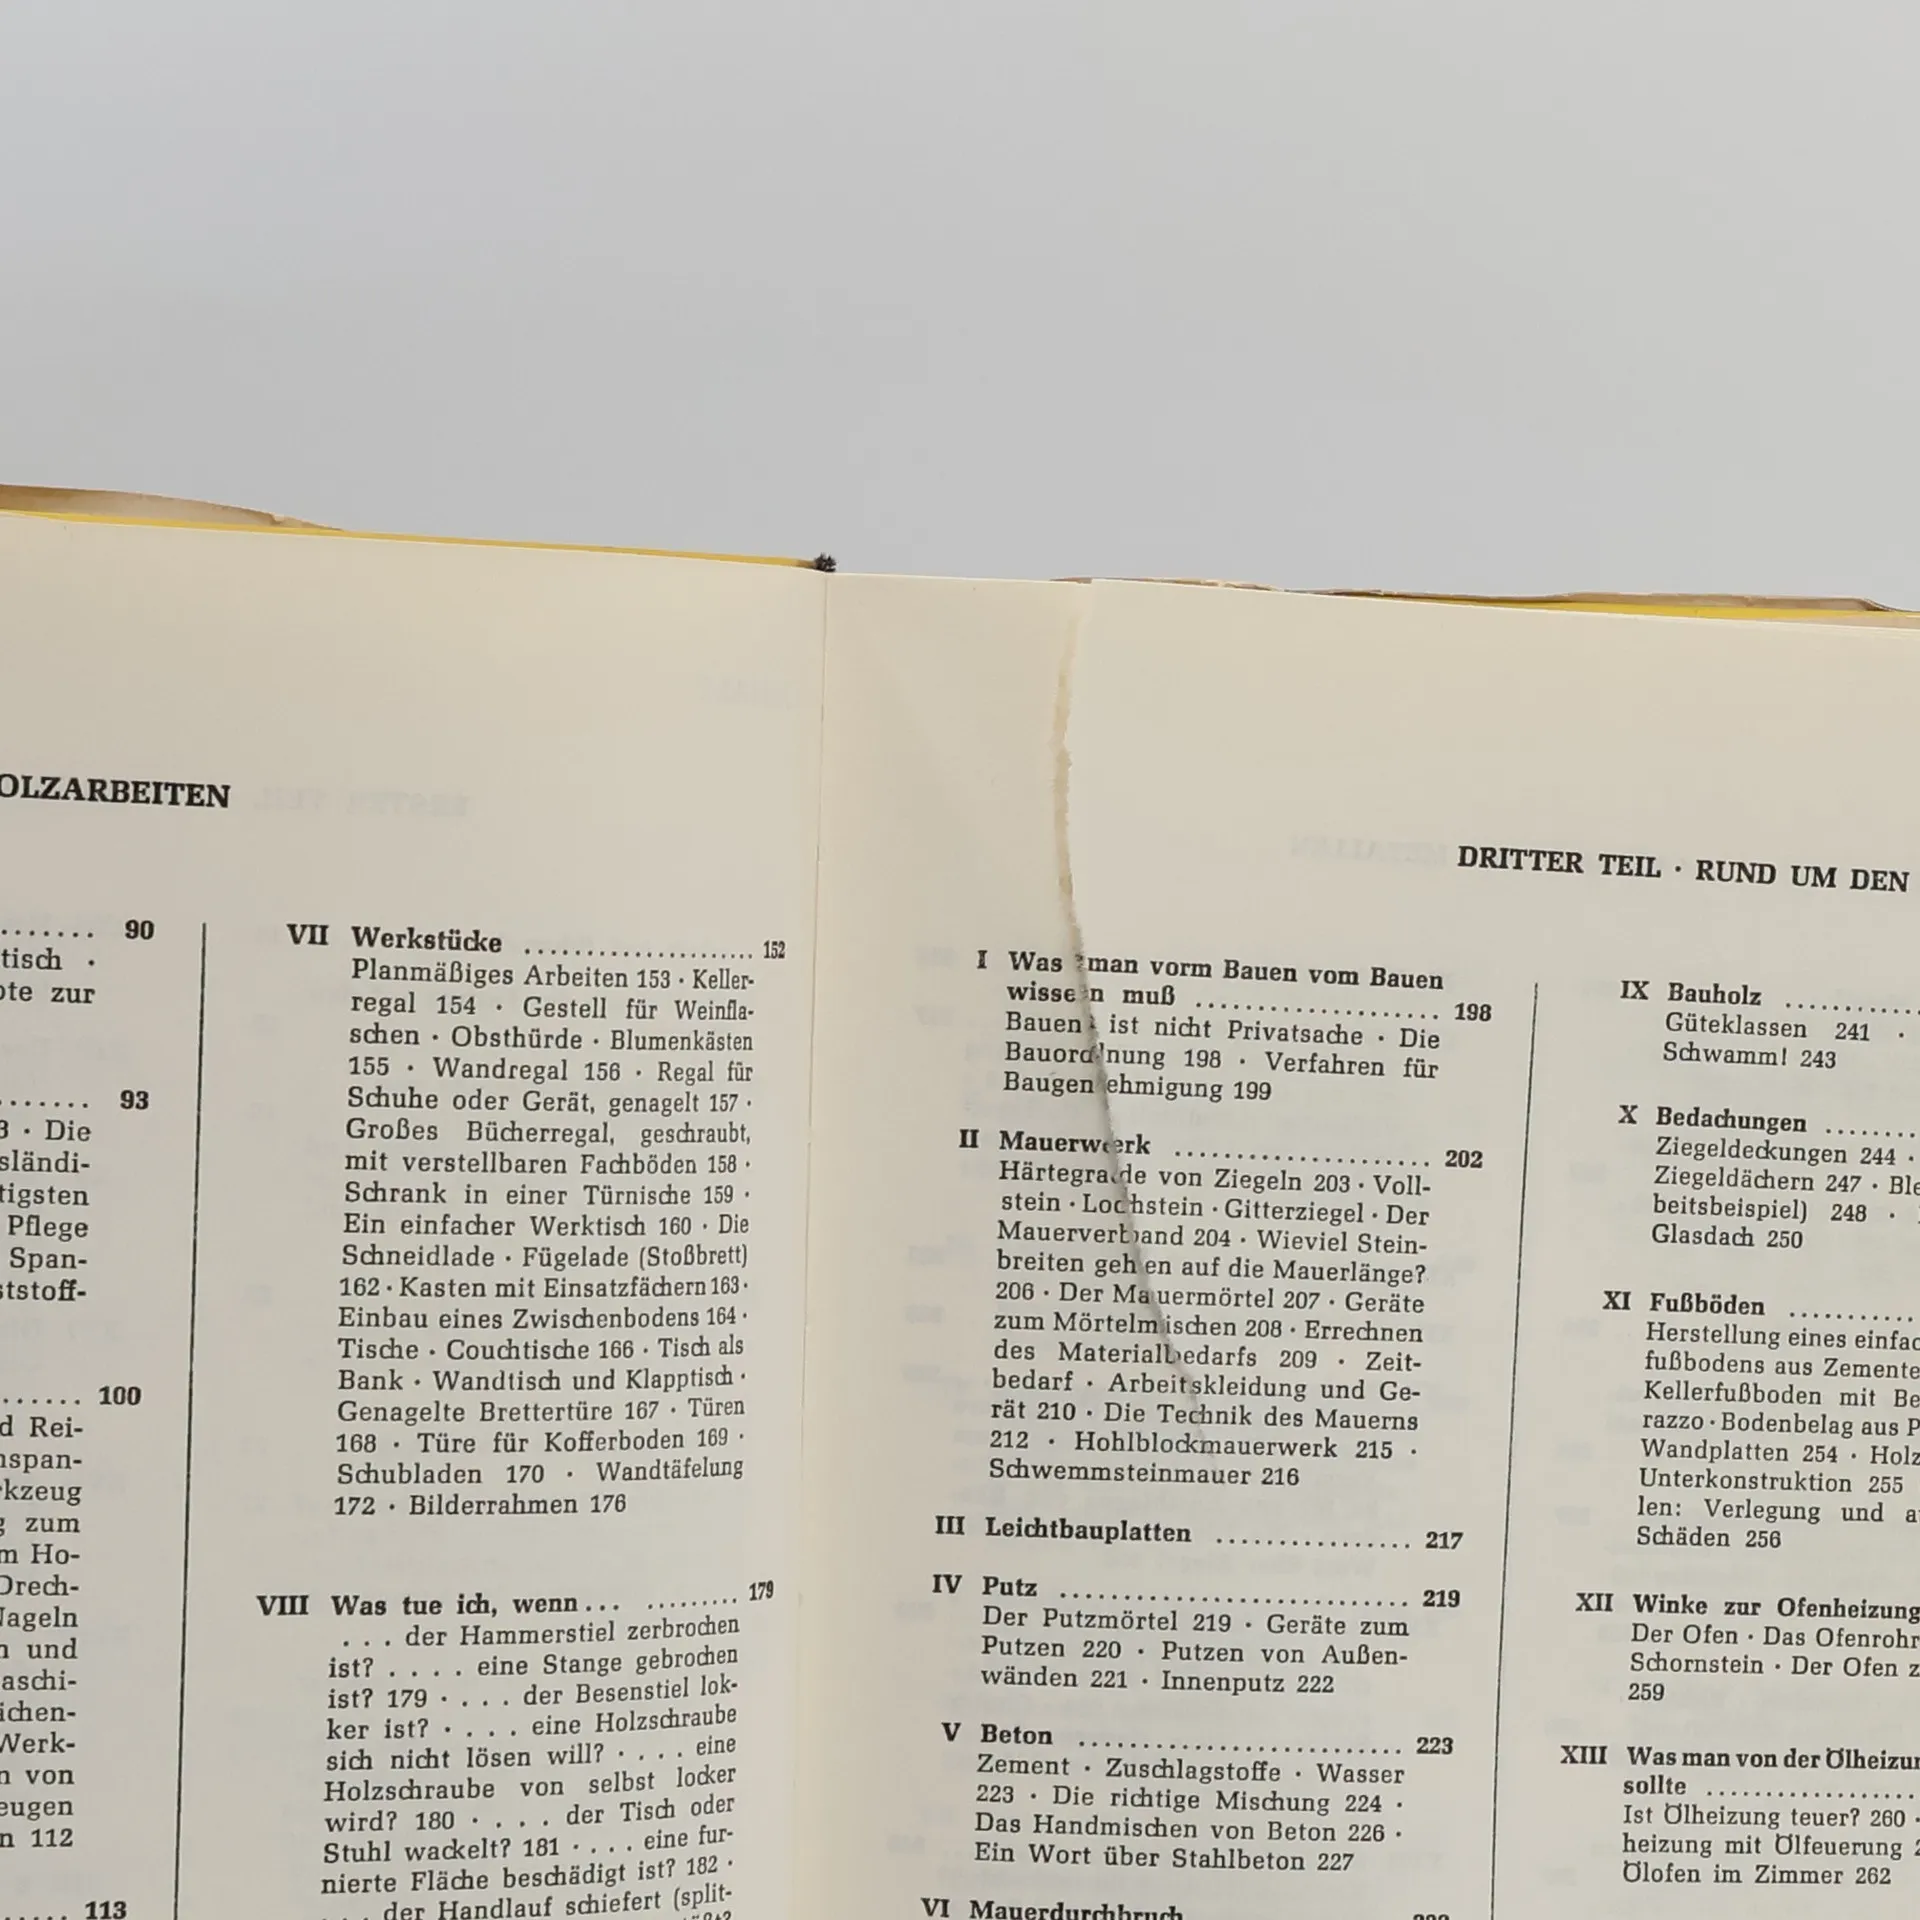 OLZARBEITEN
90
tisch ·
ote zur
93
3 · Die
sländi-
tigsten
Pflege
Span-
ststoff-
100
d Rei-
nspan-
rkzeug
g zum
m Ho-
Drech-
Nageln
n und
aschi-
ichen-
Werk-
n von
eugen
n 112
113
VII Werkstücke ..................... 152
Planmäßiges Arbeiten 153 · Keller-
regal 154 · Gestell für Weinfla-
schen · Obsthürde · Blumenkästen
155 · Wandregal 156 · Regal für
Schuhe oder Gerät, genagelt 157 ·
Großes Bücherregal, geschraubt,
mit verstellbaren Fachböden 158 ·
Schrank in einer Türnische 159 ·
Ein einfacher Werktisch 160 · Die
Schneidlade · Fügelade (Stoßbrett)
162 · Kasten mit Einsatzfächern 163 ·
Einbau eines Zwischenbodens 164 ·
Tische · Couchtische 166 · Tisch als
Bank · Wandtisch und Klapptisch ·
Genagelte Brettertüre 167 · Türen
168 · Türe für Kofferboden 169 ·
Schubladen 170 · Wandtäfelung
172 · Bilderrahmen 176
VIII Was tue ich, wenn... ......... 179
. . . der Hammerstiel zerbrochen
ist? . . . . eine Stange gebrochen
ist? 179 · . . . der Besenstiel lok-
ker ist? · . . . eine Holzschraube
sich nicht lösen will? · . . . eine
Holzschraube von selbst locker
wird? 180 · . . . der Tisch oder
Stuhl wackelt? 181 · . . . eine fur-
nierte Fläche beschädigt ist? 182 ·
. . . der Handlauf schiefert (split-
DRITTER TEIL · RUND UM DEN
I Was man vorm Bauen vom Bauen
wissen muß ..................... 198
Bauen ist nicht Privatsache · Die
Bauordnung 198 · Verfahren für
Baugenehmigung 199
II Mauerwerk ...................... 202
Härtegrade von Ziegeln 203 · Voll-
stein · Lochstein · Gitterziegel · Der
Mauerverband 204 · Wieviel Stein-
breiten gehen auf die Mauerlänge?
206 · Der Mauermörtel 207 · Geräte
zum Mörtelmischen 208 · Errechnen
des Materialbedarfs 209 · Zeit-
bedarf · Arbeitskleidung und Ge-
rät 210 · Die Technik des Mauerns
212 · Hohlblockmauerwerk 215 ·
Schwemmsteinmauer 216
III Leichtbauplatten ................ 217
IV Putz ............................ 219
Der Putzmörtel 219 · Geräte zum
Putzen 220 · Putzen von Außen-
wänden 221 · Innenputz 222
V Beton .......................... 223
Zement · Zuschlagstoffe · Wasser
223 · Die richtige Mischung 224 ·
Das Handmischen von Beton 226 ·
Ein Wort über Stahlbeton 227
VI Mauerdurchbruch
IX Bauholz ..........
Güteklassen 241 ·
Schwamm! 243
X Bedachungen .......
Ziegeldeckungen 244 ·
Ziegeldächern 247 · Ble
beitsbeispiel) 248 ·
Glasdach 250
XI Fußböden ..........
Herstellung eines einfac
fußbodens aus Zemente
Kellerfußboden mit Be
razzo · Bodenbelag aus P
Wandplatten 254 · Holz
Unterkonstruktion 255
len: Verlegung und a
Schäden 256
XII Winke zur Ofenheizung
Der Ofen · Das Ofenrohr
Schornstein · Der Ofen z
259
XIII Was man von der Ölheizu
sollte ................
Ist Ölheizung teuer? 260 ·
heizung mit Ölfeuerung 2
Ölofen im Zimmer 262